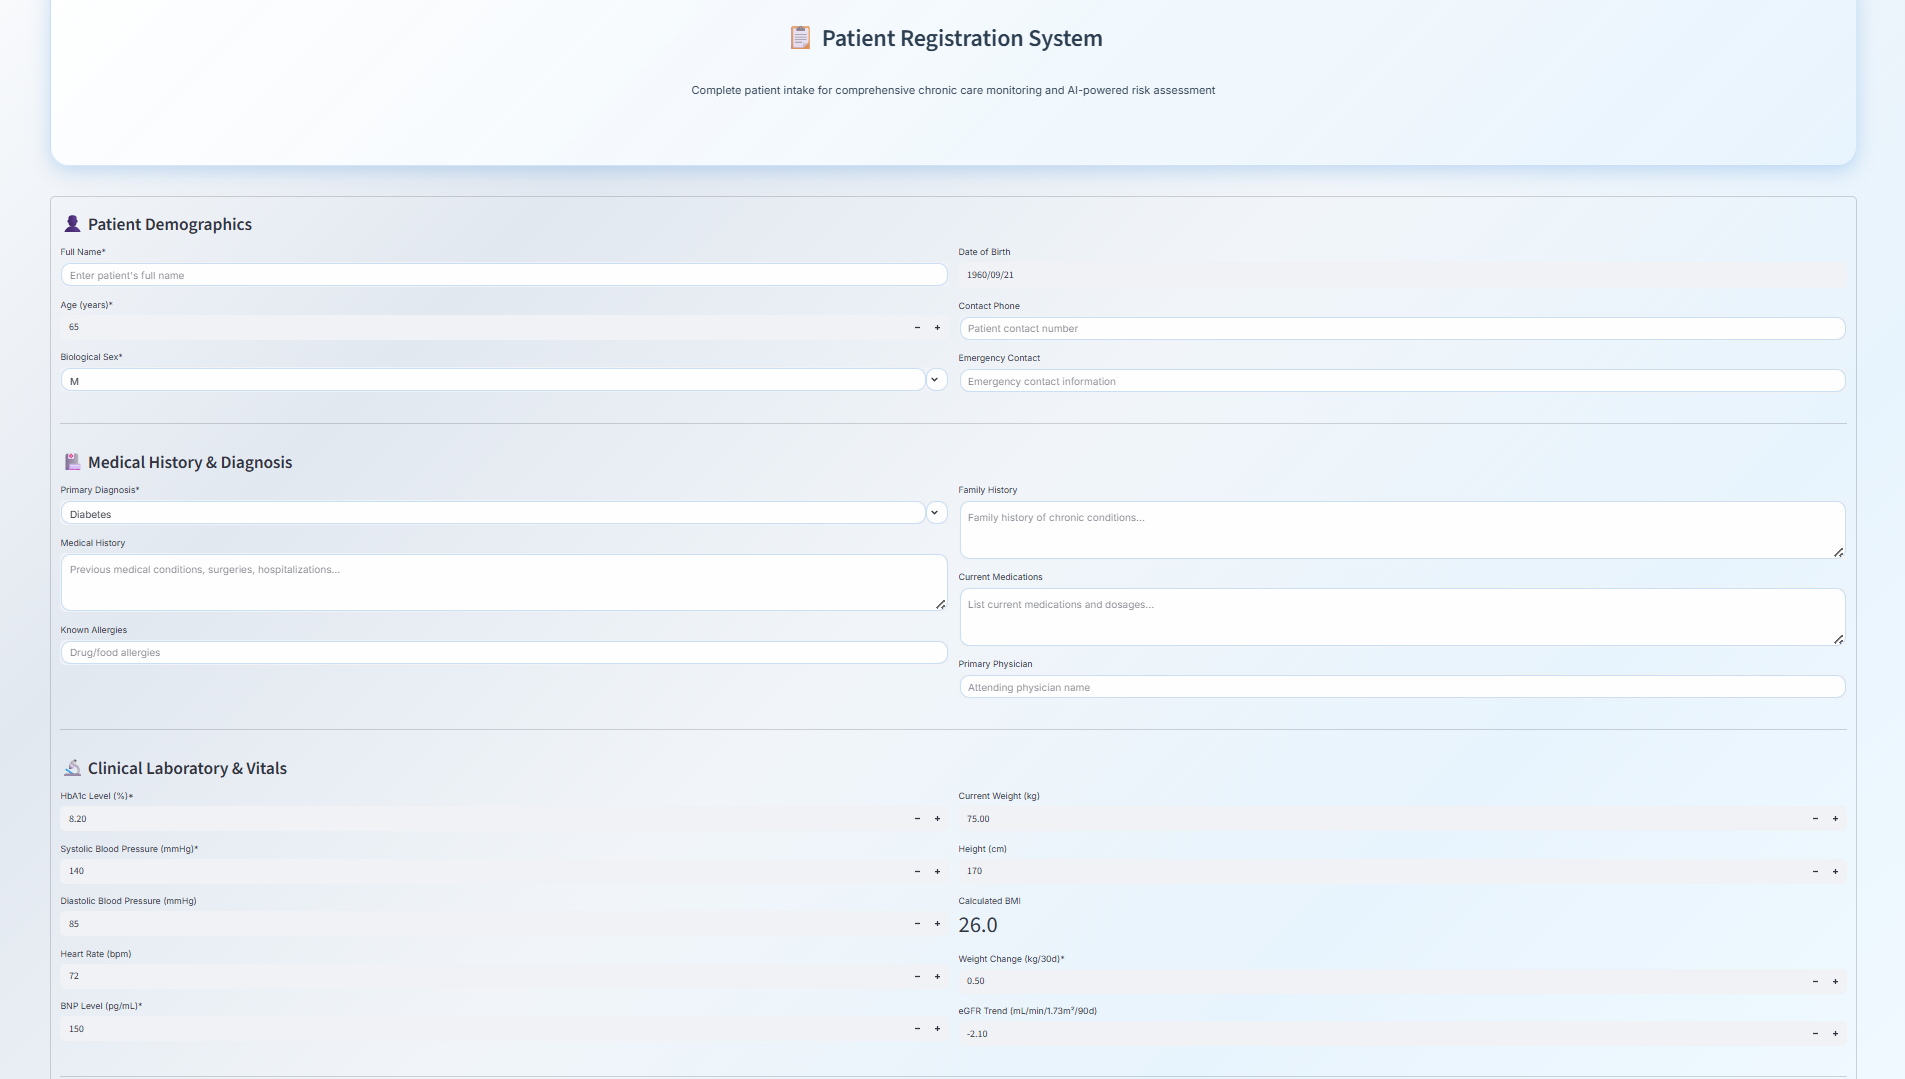 Patient Registration System
Complete patient intake for comprehensive chronic care monitoring and AI-powered risk assessment
Patient Demographics
Full Name*
Enter patient's full name
Age (years)*
65
Biological Sex*
M
Date of Birth
1960/09/21
Contact Phone
Patient contact number
Emergency Contact
Emergency contact information
Medical History & Diagnosis
Primary Diagnosis*
Diabetes
Medical History
Previous medical conditions, surgeries, hospitalizations...
Known Allergies
Drug/food allergies
Family History
Family history of chronic conditions...
Current Medications
List current medications and dosages...
Primary Physician
Attending physician name
Clinical Laboratory & Vitals
HbA1c Level (%)*
8.20
Systolic Blood Pressure (mmHg)*
140
Diastolic Blood Pressure (mmHg)
85
Heart Rate (bpm)
72
BNP Level (pg/mL)*
150
Current Weight (kg)
75.00
Height (cm)
170
Calculated BMI
26.0
Weight Change (kg/30d)*
0.50
eGFR Trend (mL/min/1.73m²/90d)
-2.10